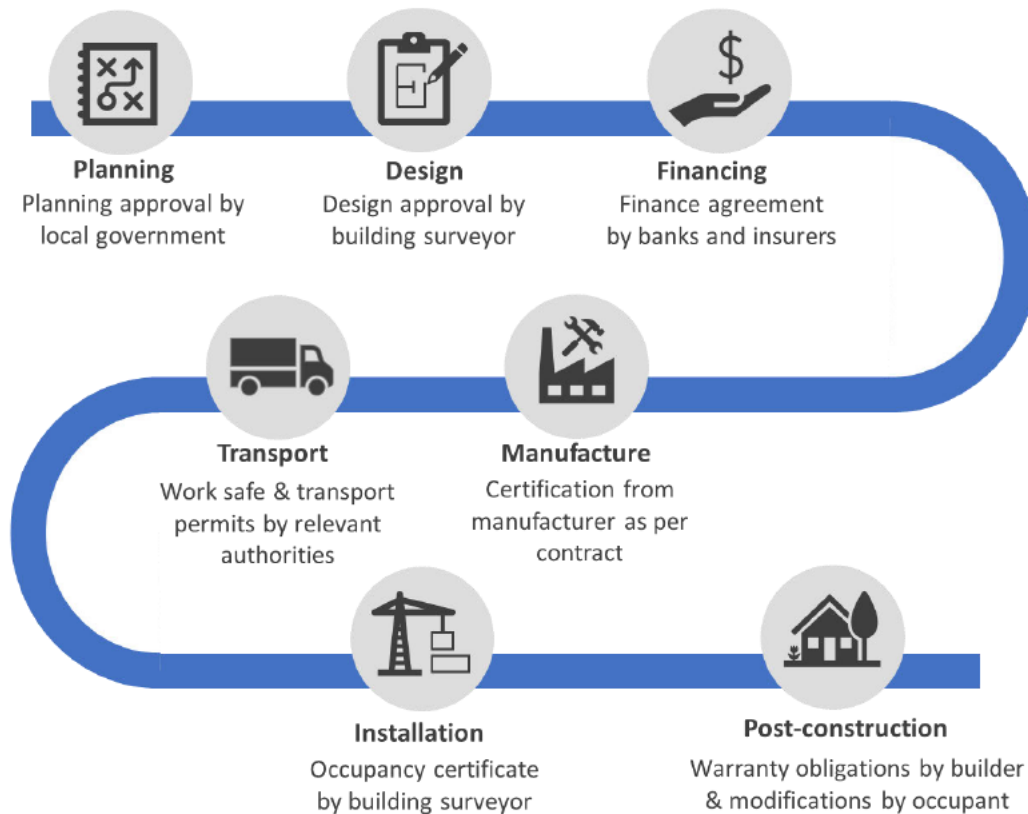 Planning
Planning approval by
local government
Design
Design approval by
building surveyor
Financing
Finance agreement
by banks and insurers
Manufacture
Certification from
manufacturer as per
contract
Transport
Work safe & transport
permits by relevant
authorities
Installation
Occupancy certificate
by building surveyor
Post-construction
Warranty obligations by builder
& modifications by occupant